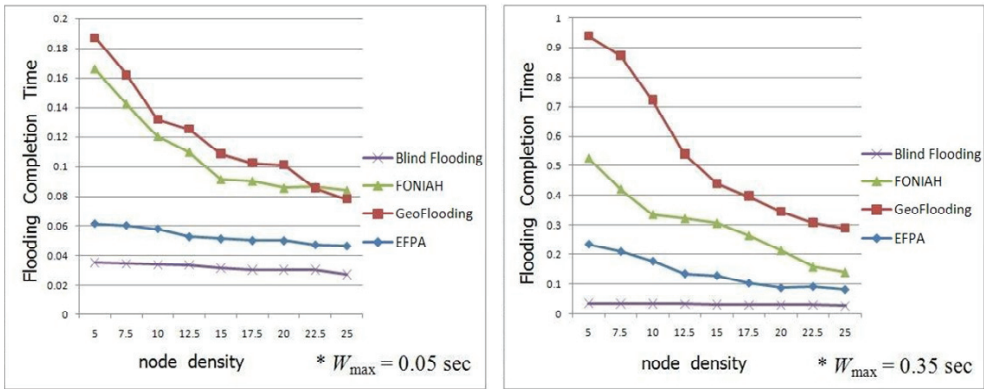 0.2
0.18
0.16
0.14
0.12
0.1
0.08
0.06
0.04
0.02
0
Flooding Completion Time
5 7.5 10 12.5 15 17.5 20 22.5 25
node density
* Wmax = 0.05 sec
Blind Flooding
FONIAH
GeoFlooding
EFPA
1
0.9
0.8
0.7
0.6
0.5
0.4
0.3
0.2
0.1
0
Flooding Completion Time
5 7.5 10 12.5 15 17.5 20 22.5 25
node density
* Wmax = 0.35 sec
Blind Flooding
FONIAH
GeoFlooding
EFPA